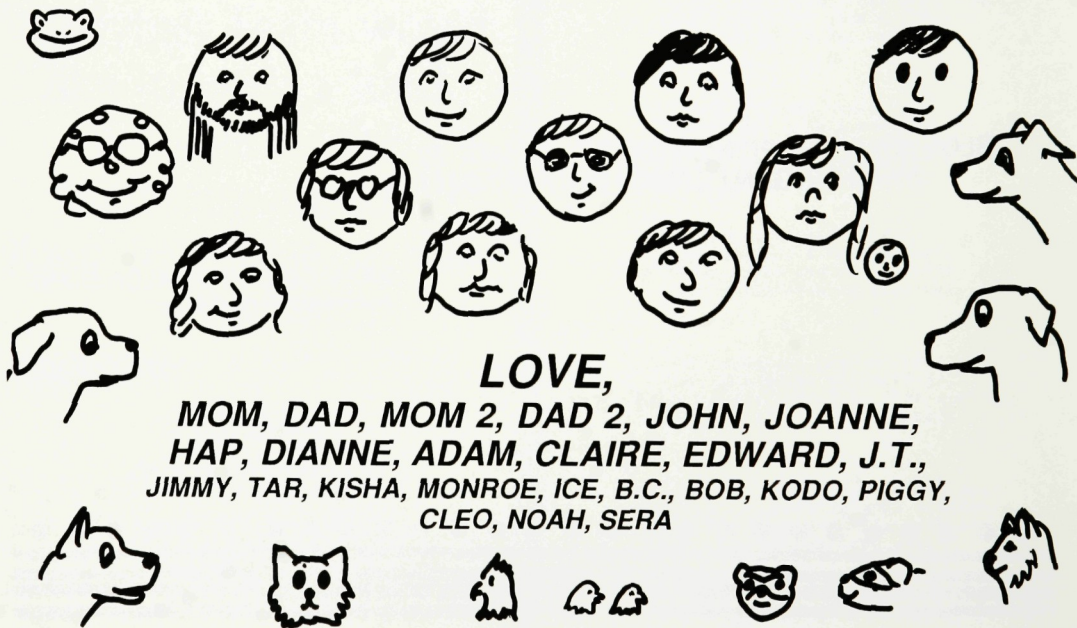 LOVE,
MOM, DAD, MOM 2, DAD 2, JOHN, JOANNE,
HAP, DIANNE, ADAM, CLAIRE, EDWARD, J.T.,
JIMMY, TAR, KISHA, MONROE, ICE, B.C., BOB, KODO, PIGGY,
CLEO, NOAH, SERA